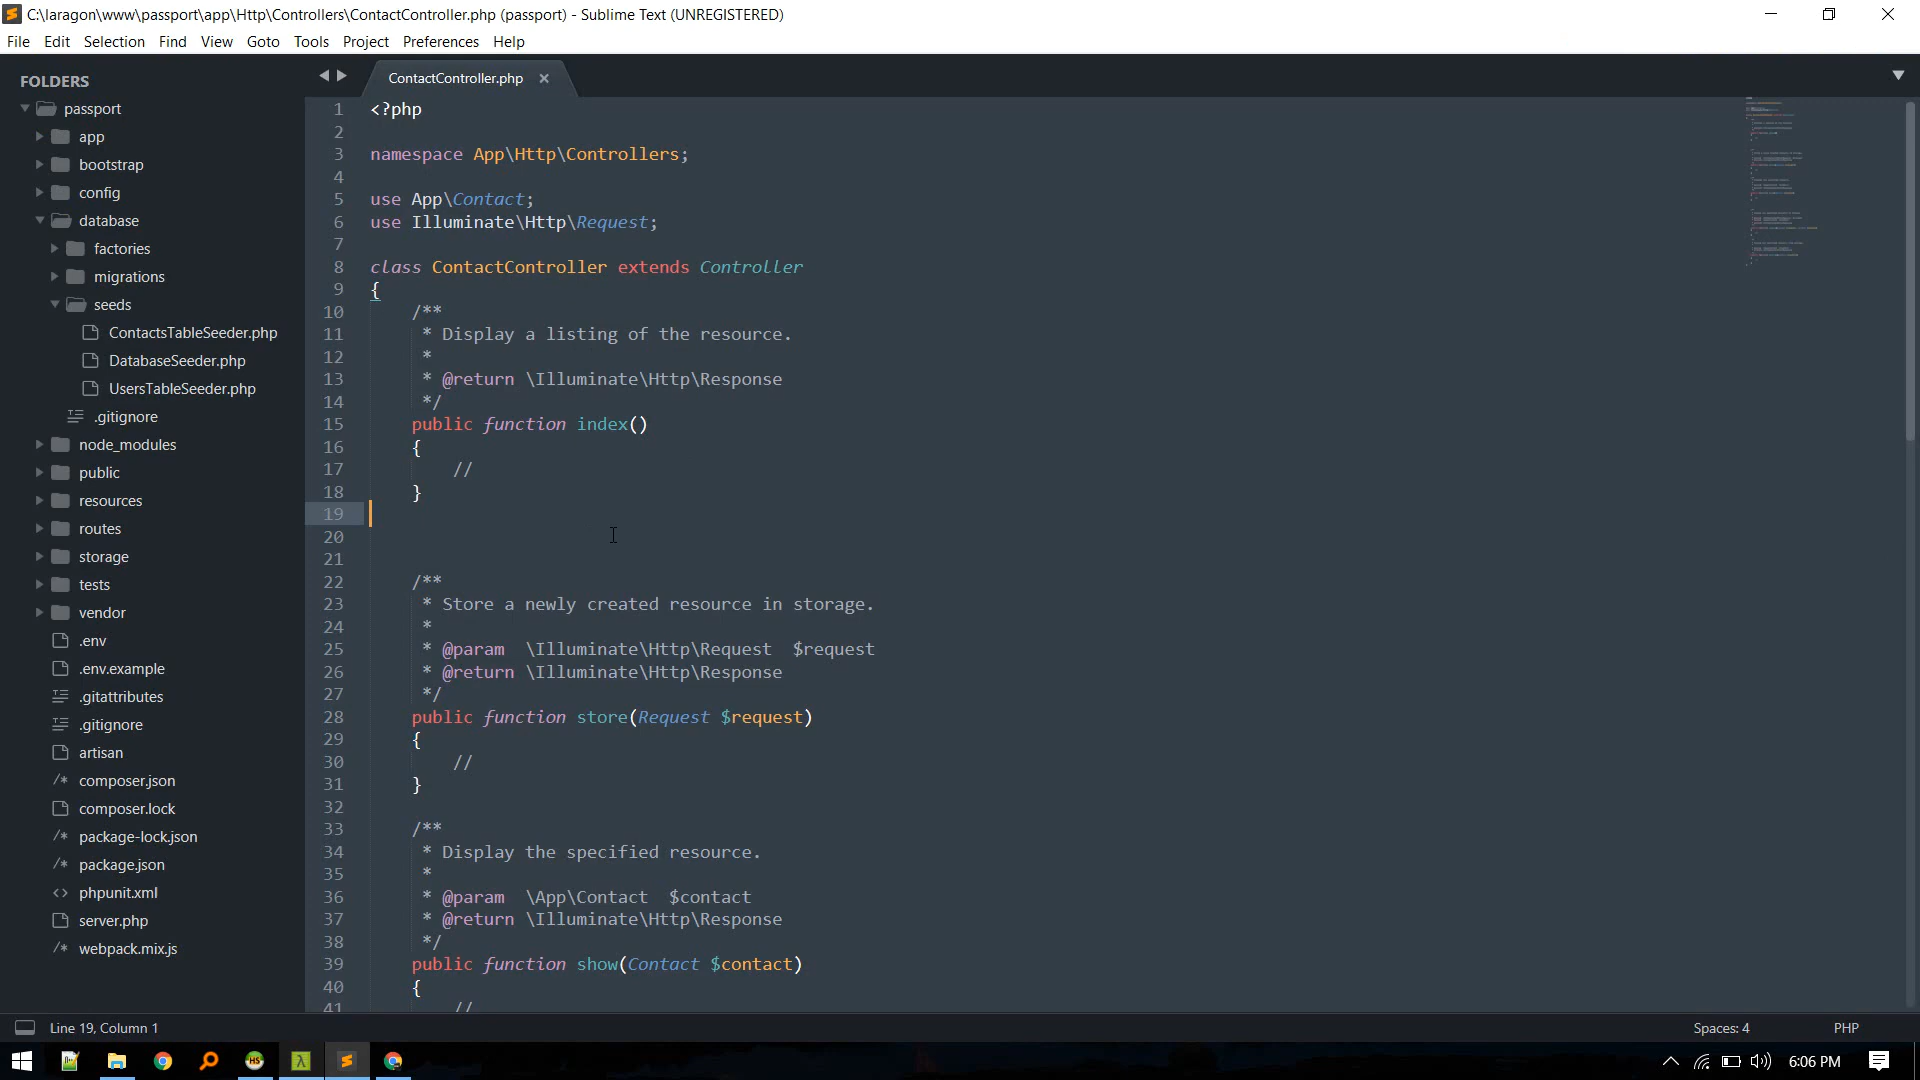 C:\laragon\www\passport\app\Http\Controllers\ContactController.php (passport) - Sublime Text (UNREGISTERED)
File Edit Selection Find View Goto Tools Project Preferences Help
FOLDERS
passport
app
bootstrap
config
database
factories
migrations
seeds
ContactsTableSeeder.php
DatabaseSeeder.php
UsersTableSeeder.php
.gitignore
node_modules
public
resources
routes
storage
tests
vendor
.env
.env.example
.gitattributes
.gitignore
artisan
composer.json
composer.lock
package-lock.json
package.json
phpunit.xml
server.php
webpack.mix.js
ContactController.php
1 <?php
2
3 namespace App\Http\Controllers;
4
5 use App\Contact;
6 use Illuminate\Http\Request;
7
8 class ContactController extends Controller
9 {
10     /**
11      * Display a listing of the resource.
12      *
13      * @return \Illuminate\Http\Response
14      */
15     public function index()
16     {
17         //
18     }
19
20
21
22     /**
23      * Store a newly created resource in storage.
24      *
25      * @param  \Illuminate\Http\Request  $request
26      * @return \Illuminate\Http\Response
27      */
28     public function store(Request $request)
29     {
30         //
31     }
32
33     /**
34      * Display the specified resource.
35      *
36      * @param  \App\Contact  $contact
37      * @return \Illuminate\Http\Response
38      */
39     public function show(Contact $contact)
40     {
41         //
Line 19, Column 1
Spaces: 4
PHP
6:06 PM